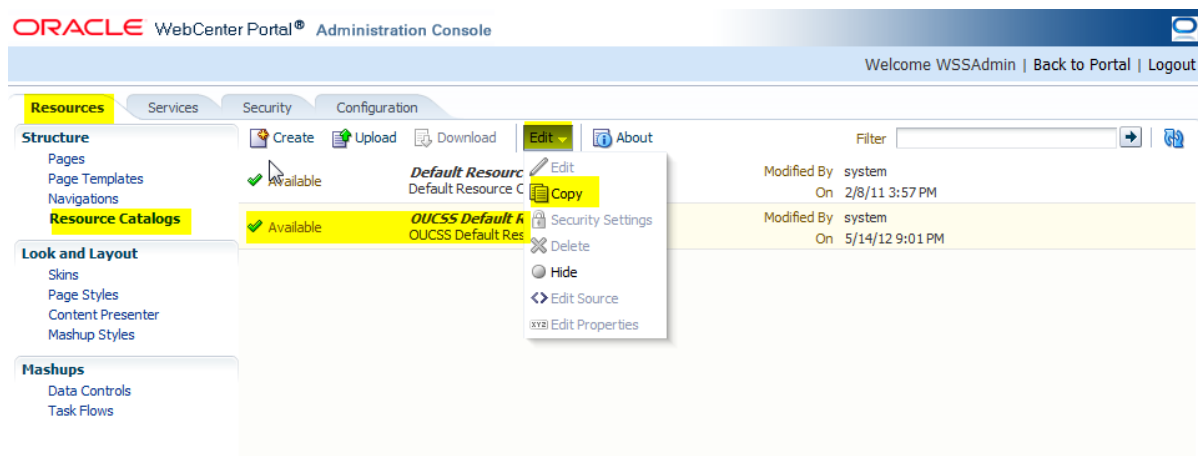 ORACLE WebCenter Portal® Administration Console
Welcome WSSAdmin | Back to Portal | Logout
Resources Services Security Configuration
Structure
Pages
Page Templates
Navigations
Resource Catalogs
Look and Layout
Skins
Page Styles
Content Presenter
Mashup Styles
Mashups
Data Controls
Task Flows
Create Upload Download Edit About Filter
Available Default Resourc Modified By system
Default Resource C On 2/8/11 3:57 PM
Available OUCSS Default R Modified By system
OUCSS Default Res On 5/14/12 9:01 PM
Edit
Copy
Security Settings
Delete
Hide
Edit Source
XYZ Edit Properties